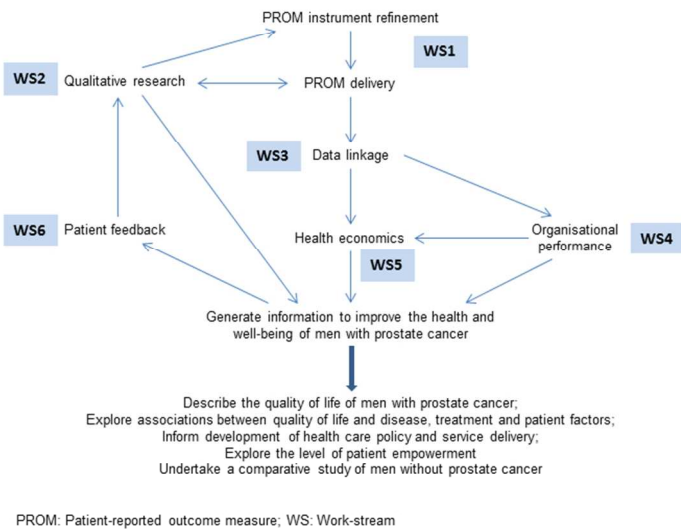 PROM instrument refinement
WS1
WS2
Qualitative research
PROM delivery
WS3
Data linkage
WS6
Patient feedback
Health economics
Organisational
performance
WS4
WS5
Generate information to improve the health and
well-being of men with prostate cancer
Describe the quality of life of men with prostate cancer;
Explore associations between quality of life and disease, treatment and patient factors;
Inform development of health care policy and service delivery;
Explore the level of patient empowerment
Undertake a comparative study of men without prostate cancer
PROM: Patient-reported outcome measure; WS: Work-stream